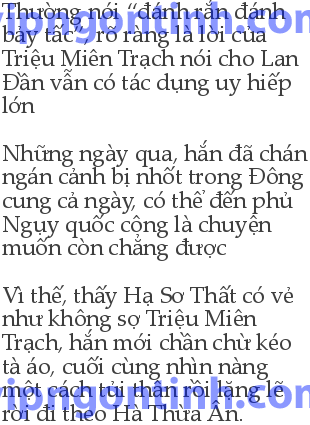 Thường nói “đánh rắn đánh
bảy tấc”, rõ ràng là lời của
Triệu Miên Trạch nói cho Lan
Đần vẫn có tác dụng uy hiếp
lớn
Những ngày qua, hắn đã chán
ngán cảnh bị nhốt trong Đông
cung cả ngày, có thể đến phủ
Ngụy quốc công là chuyện
muốn còn chẳng được
Vì thế, thấy Hạ Sơ Thất có vẻ
như không sợ Triệu Miên
Trạch, hắn mới chần chừ kéo
tà áo, cuối cùng nhìn nàng
một cách tủi thân rồi lặng lẽ
rời đi theo Hà Thừa Ân.